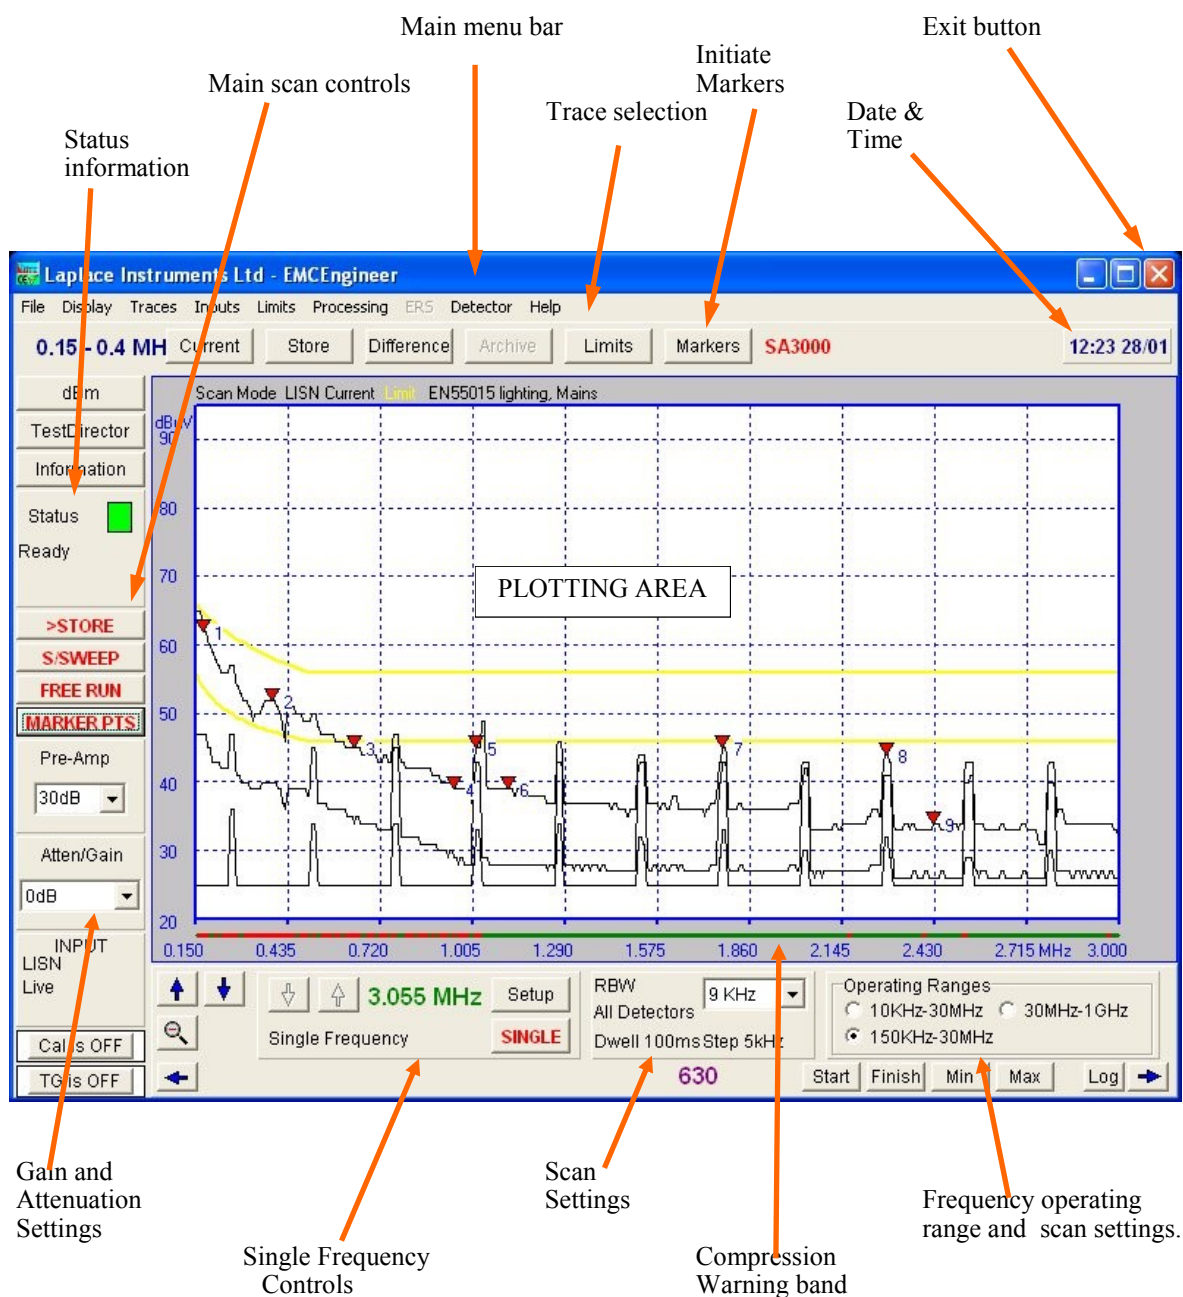 Main menu bar
Exit button
Initiate
Markers
Main scan controls
Trace selection
Date &
Time
Status
information
Laplace Instruments Ltd - EMCEngineer
File Display Traces Inputs Limits Processing ERS Detector Help
0.15 - 0.4 MH Current Store Difference Archive Limits Markers SA3000 12:23 28/01
dBm
TestDirector
Information
Status
Ready
>STORE
S/SWEEP
FREE RUN
MARKER PTS
Pre-Amp
30dB
Atten/Gain
0dB
INPUT
LISN
Live
Cal is OFF
TG is OFF
Scan Mode LISN Current Limit EN55015 lighting, Mains
dBuV
90
80
70
60
50
40
30
20
PLOTTING AREA
1
2
3
4
5
6
7
8
9
0.150 0.435 0.720 1.005 1.290 1.575 1.860 2.145 2.430 2.715 MHz 3.000
3.055 MHz Setup
Single Frequency SINGLE
RBW 9 KHz
All Detectors
Dwell 100ms Step 5kHz
Operating Ranges
10KHz-30MHz 30MHz-1GHz
150KHz-30MHz
630 Start Finish Min Max Log
Gain and
Attenuation
Settings
Scan
Settings
Frequency operating
range and scan settings.
Single Frequency
Controls
Compression
Warning band